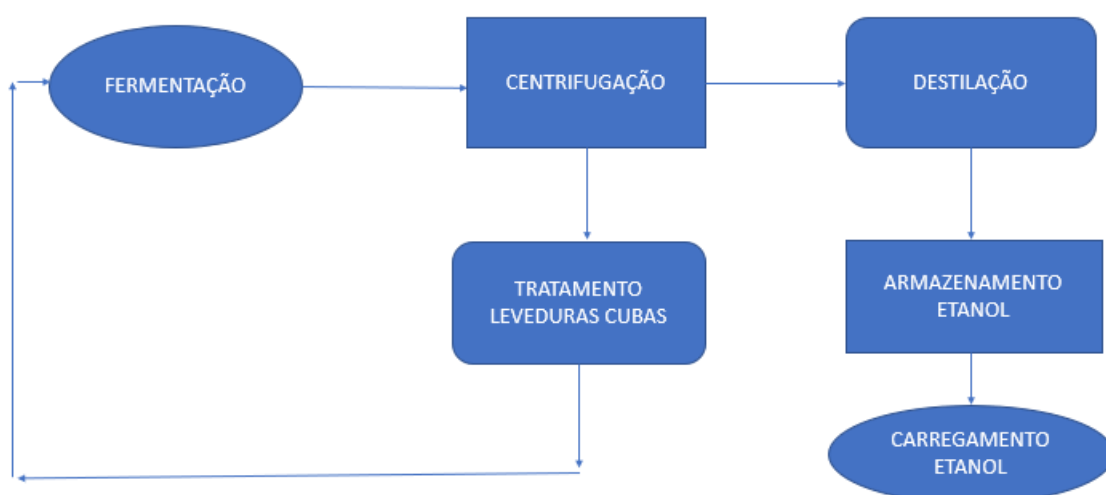 FERMENTAÇÃO
CENTRIFUGAÇÃO
DESTILAÇÃO
TRATAMENTO
LEVEDURAS CUBAS
ARMAZENAMENTO
ETANOL
CARREGAMENTO
ETANOL